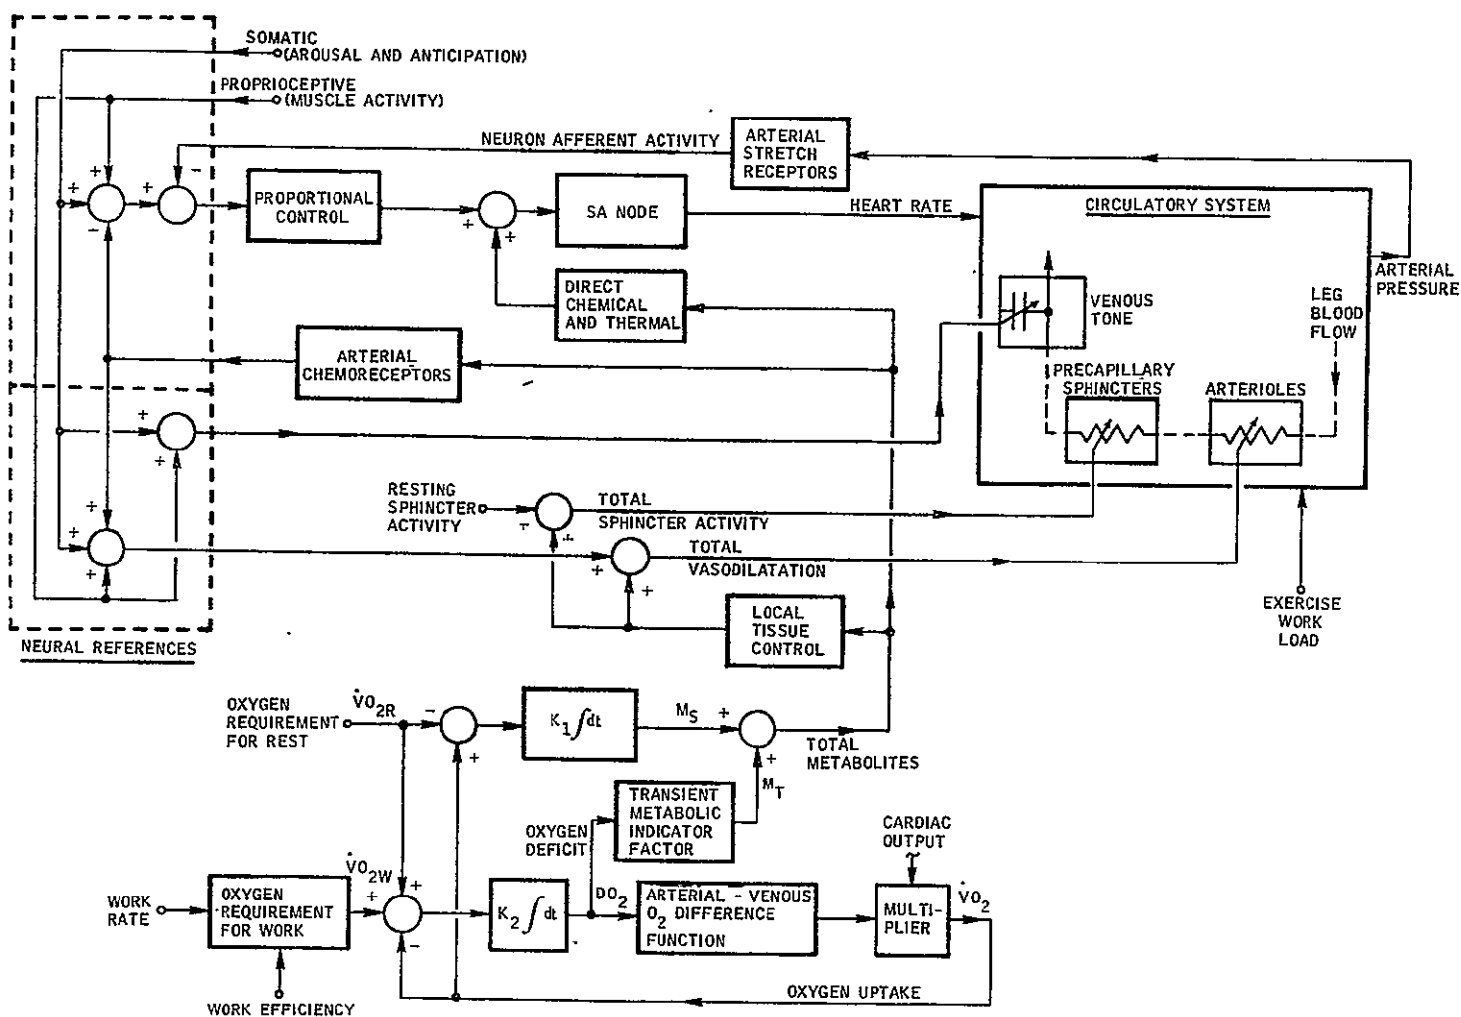 SOMATIC
(AROUSAL AND ANTICIPATION)
PROPRIOCEPTIVE
(MUSCLE ACTIVITY)
NEURON AFFERENT ACTIVITY
ARTERIAL
STRETCH
RECEPTORS
PROPORTIONAL
CONTROL
SA NODE
HEART RATE
CIRCULATORY SYSTEM
ARTERIAL
PRESSURE
DIRECT
CHEMICAL
AND THERMAL
VENOUS
TONE
LEG
BLOOD
FLOW
ARTERIAL
CHEMORECEPTORS
PRECAPILLARY
SPHINCTERS
ARTERIOLES
RESTING
SPHINCTER
ACTIVITY
TOTAL
SPHINCTER ACTIVITY
TOTAL
VASODILATATION
EXERCISE
WORK
LOAD
LOCAL
TISSUE
CONTROL
NEURAL REFERENCES
OXYGEN
REQUIREMENT
FOR REST
V̇O2R
K1 ∫dt
MS
TOTAL
METABOLITES
MT
TRANSIENT
METABOLIC
INDICATOR
FACTOR
OXYGEN
DEFICIT
CARDIAC
OUTPUT
WORK
RATE
OXYGEN
REQUIREMENT
FOR WORK
V̇O2W
K2 ∫dt
DO2
ARTERIAL - VENOUS
O2 DIFFERENCE
FUNCTION
MULTI-
PLIER
V̇O2
OXYGEN UPTAKE
WORK EFFICIENCY